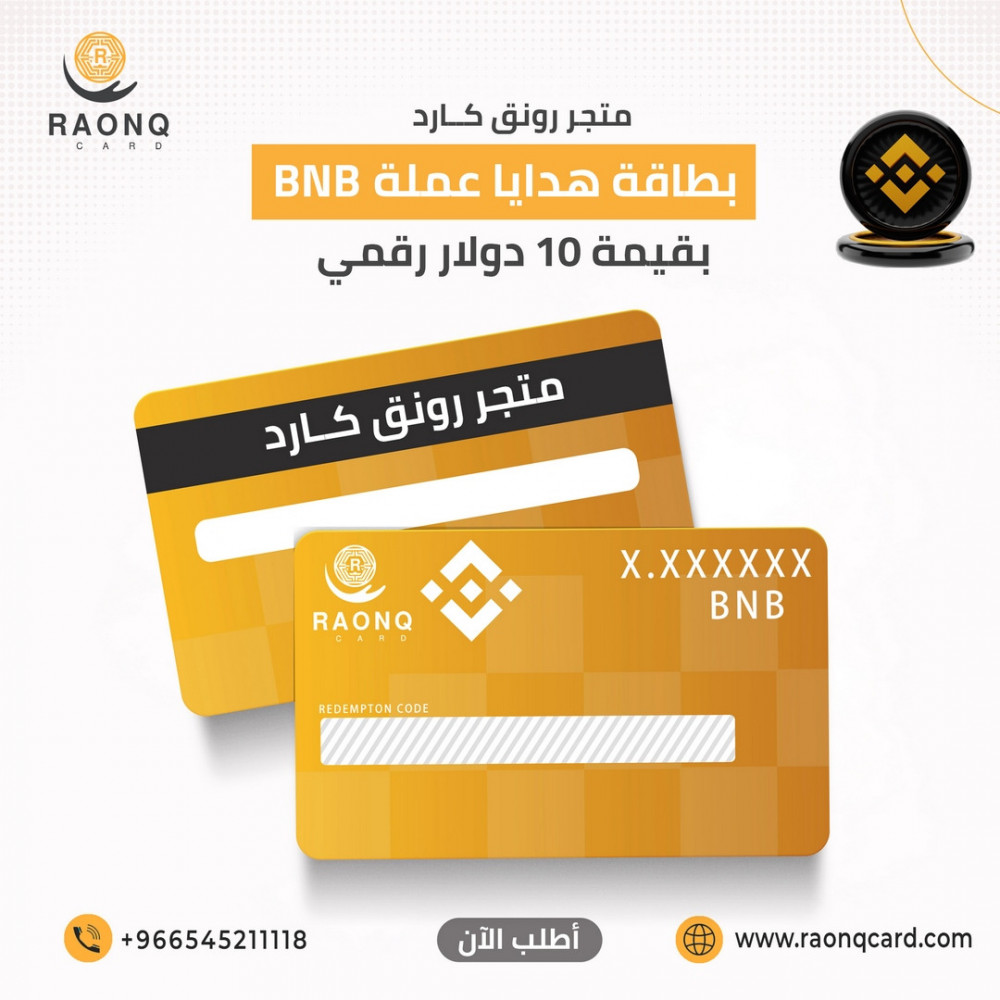 RAONQ
CARD
متجر رونق كـارد
بطاقة هدايا عملة BNB
بقيمة 10 دولار رقمي
متجر رونق كـارد
RAONQ
CARD
X.XXXXXX
BNB
REDEMPTON CODE
+966545211118
أطلب الآن
www.raonqcard.com